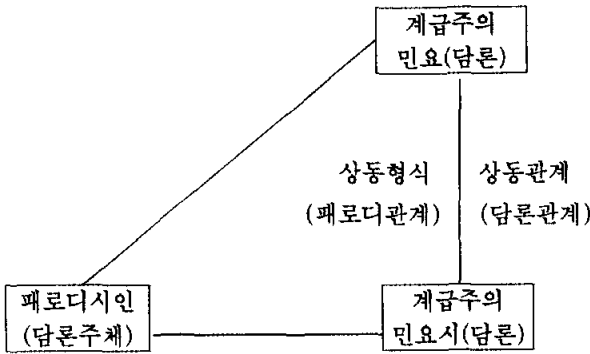 계급주의
민요(담론)
상동형식 상동관계
(패로디관계) (담론관계)
패로디시인 계급주의
(담론주채) 민요시(담론)